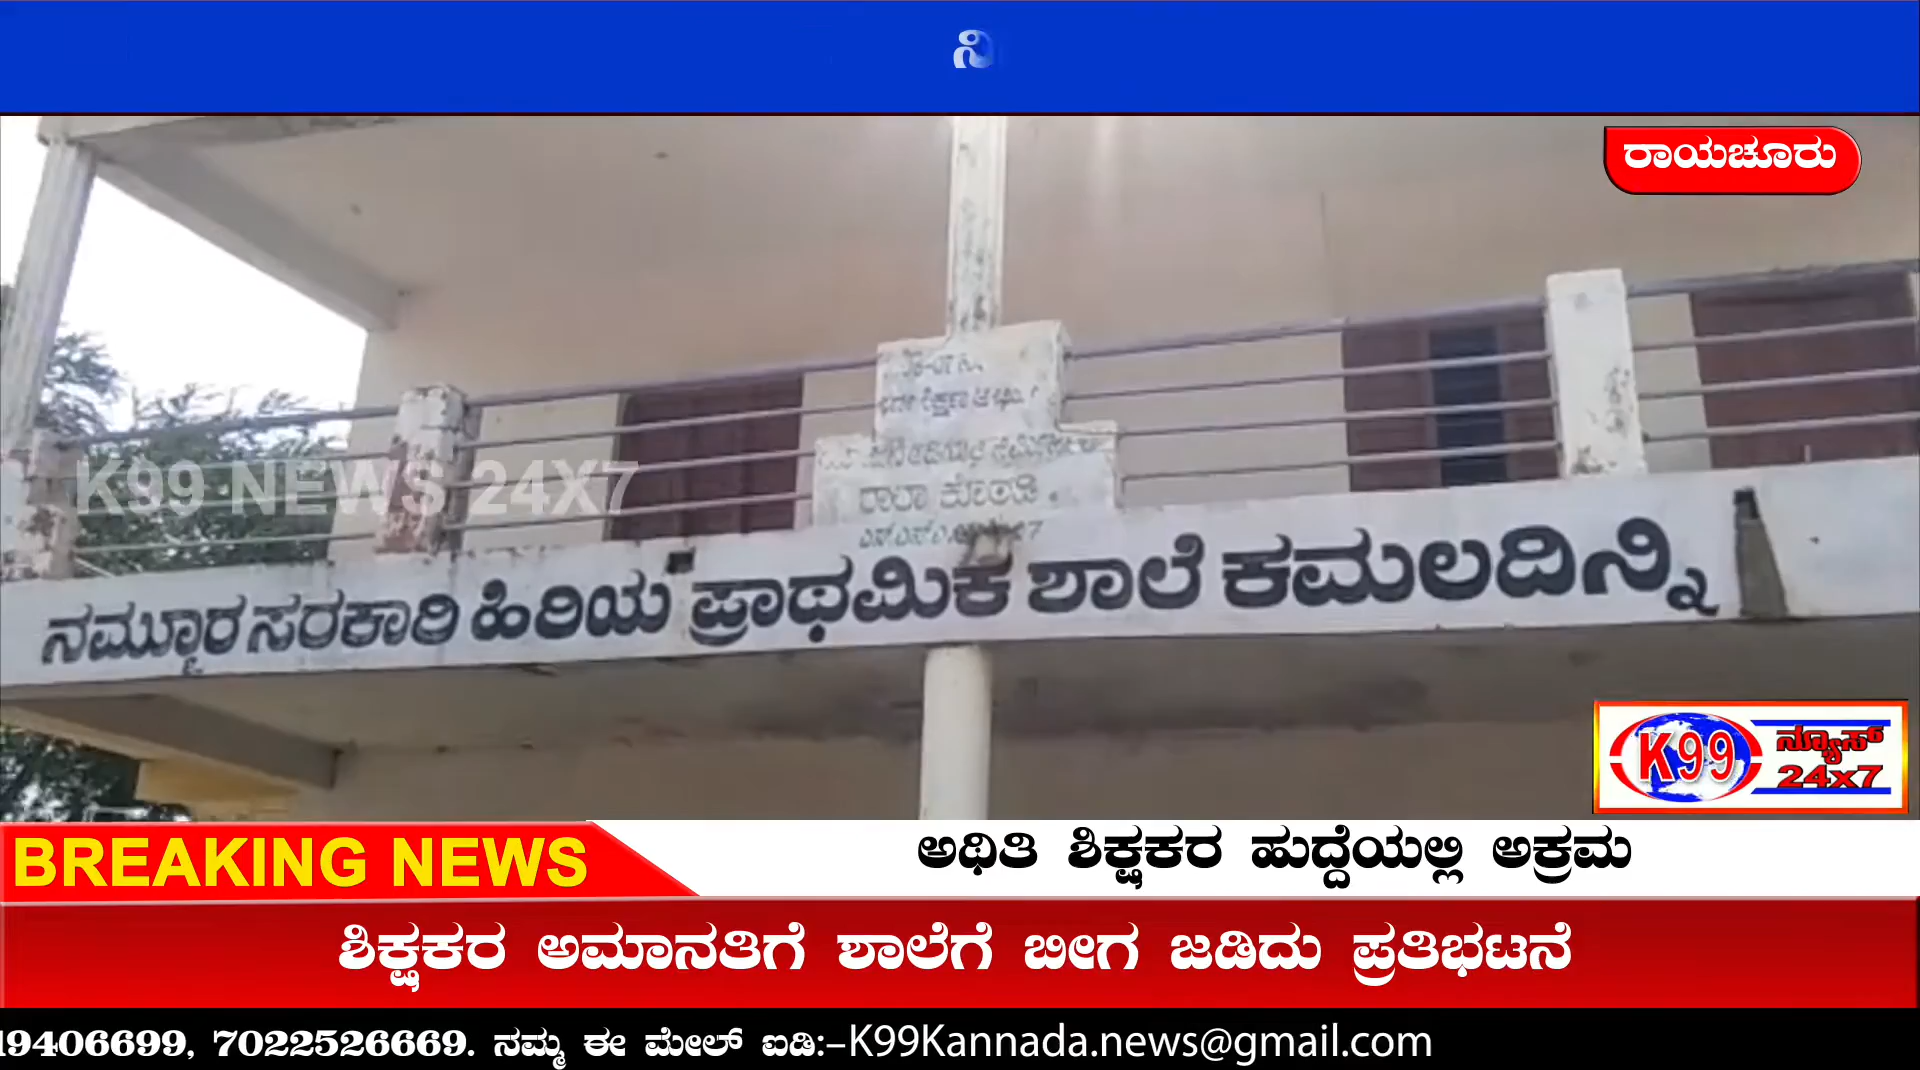 ನಿ
ರಾಯಚೂರು
ಶಾಲಾ ಕೊಠಡಿ
K99 NEWS 24X7
ನಮ್ಮೂರ ಸರಕಾರಿ ಹಿರಿಯ ಪ್ರಾಥಮಿಕ ಶಾಲೆ ಕಮಲದಿನ್ನಿ
K99 ನ್ಯೂಸ್
24x7
BREAKING NEWS
ಅಥಿತಿ ಶಿಕ್ಷಕರ ಹುದ್ದೆಯಲ್ಲಿ ಅಕ್ರಮ
ಶಿಕ್ಷಕರ ಅಮಾನತಿಗೆ ಶಾಲೆಗೆ ಬೀಗ ಜಡಿದು ಪ್ರತಿಭಟನೆ
19406699, 7022526669. ನಮ್ಮ ಈ ಮೇಲ್ ಐಡಿ:-K99Kannada.news@gmail.com